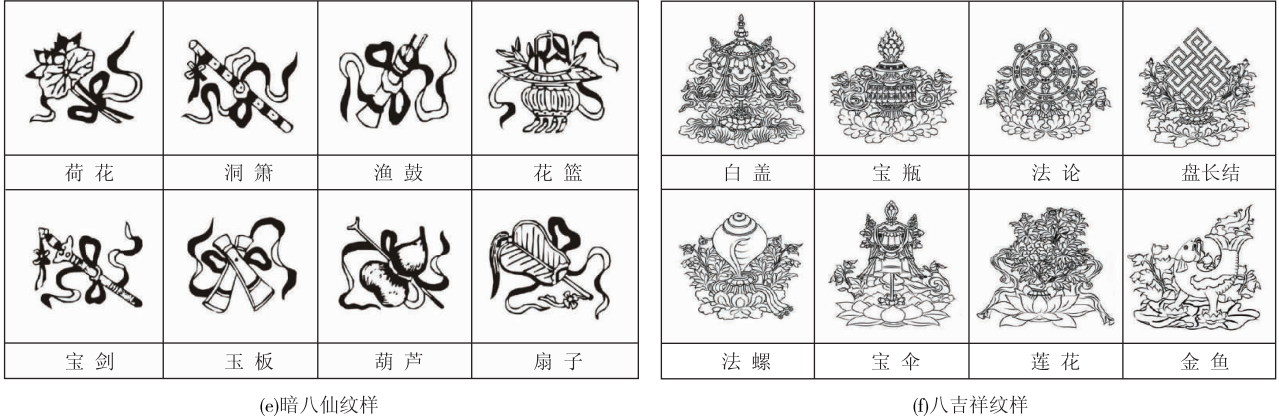 荷花 洞箫 渔鼓 花篮
白盖 宝瓶 法论 盘长结
宝剑 玉板 葫芦 扇子
法螺 宝伞 莲花 金鱼
(e)暗八仙纹样
(f)八吉祥纹样